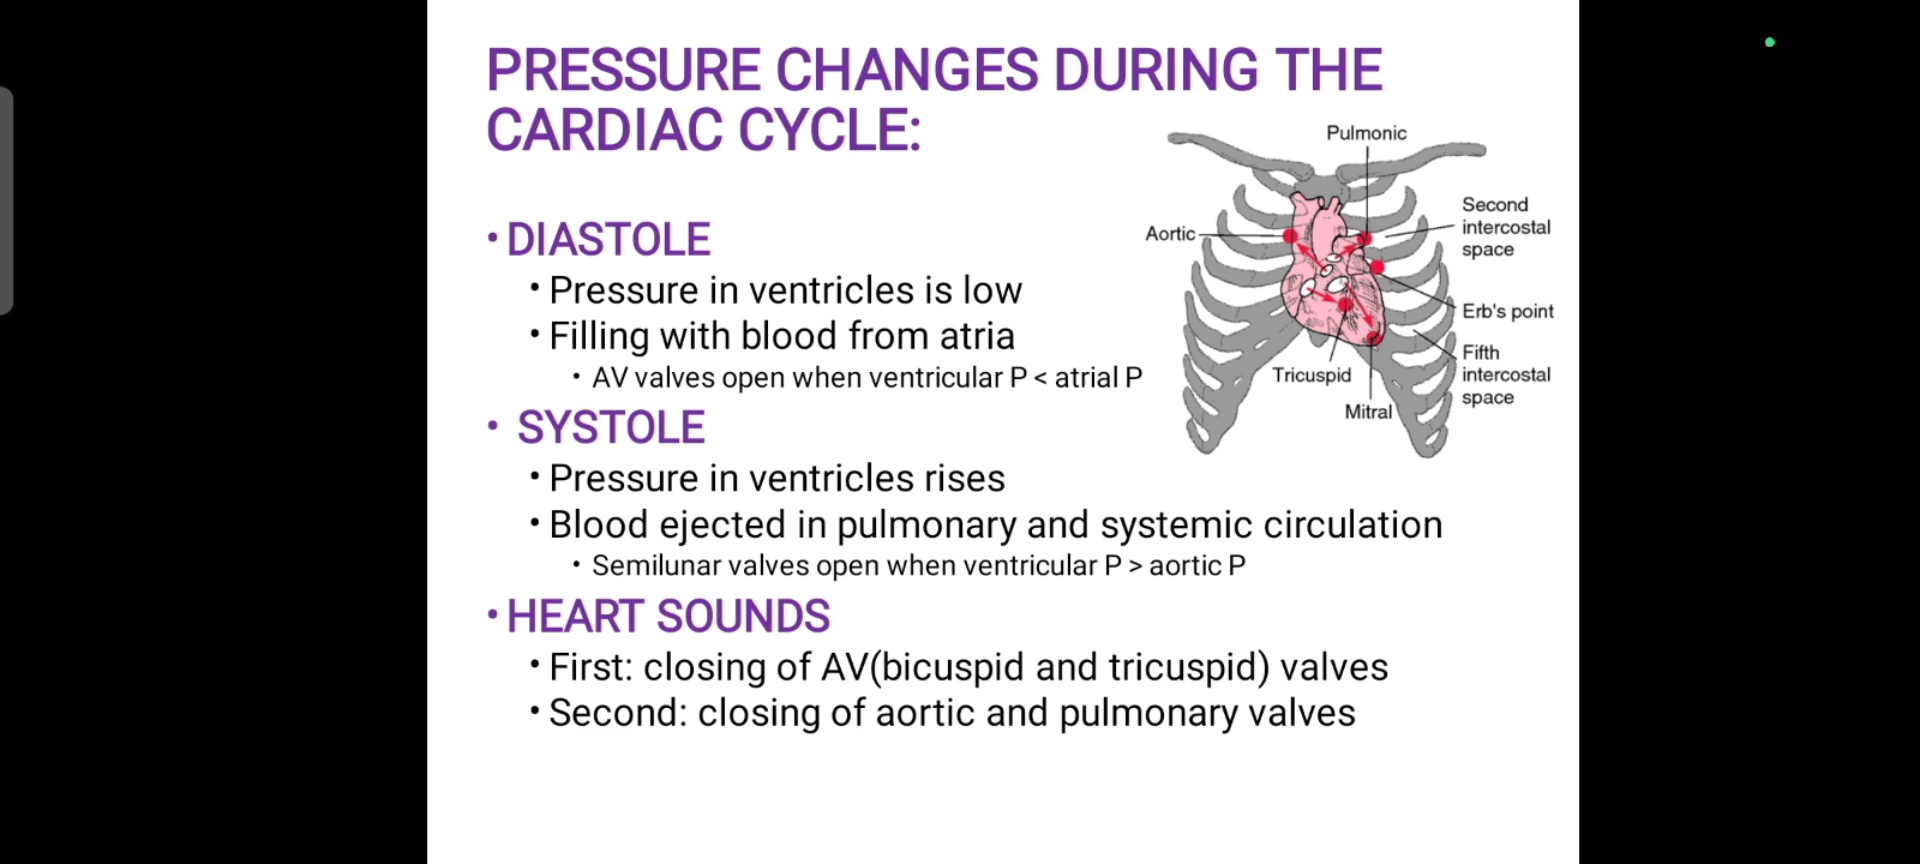 PRESSURE CHANGES DURING THE
CARDIAC CYCLE:
• DIASTOLE
• Pressure in ventricles is low
• Filling with blood from atria
• AV valves open when ventricular P < atrial P
• SYSTOLE
• Pressure in ventricles rises
• Blood ejected in pulmonary and systemic circulation
• Semilunar valves open when ventricular P > aortic P
• HEART SOUNDS
• First: closing of AV(bicuspid and tricuspid) valves
• Second: closing of aortic and pulmonary valves
Pulmonic
Aortic
Second
intercostal
space
Erb's point
Fifth
intercostal
space
Tricuspid
Mitral